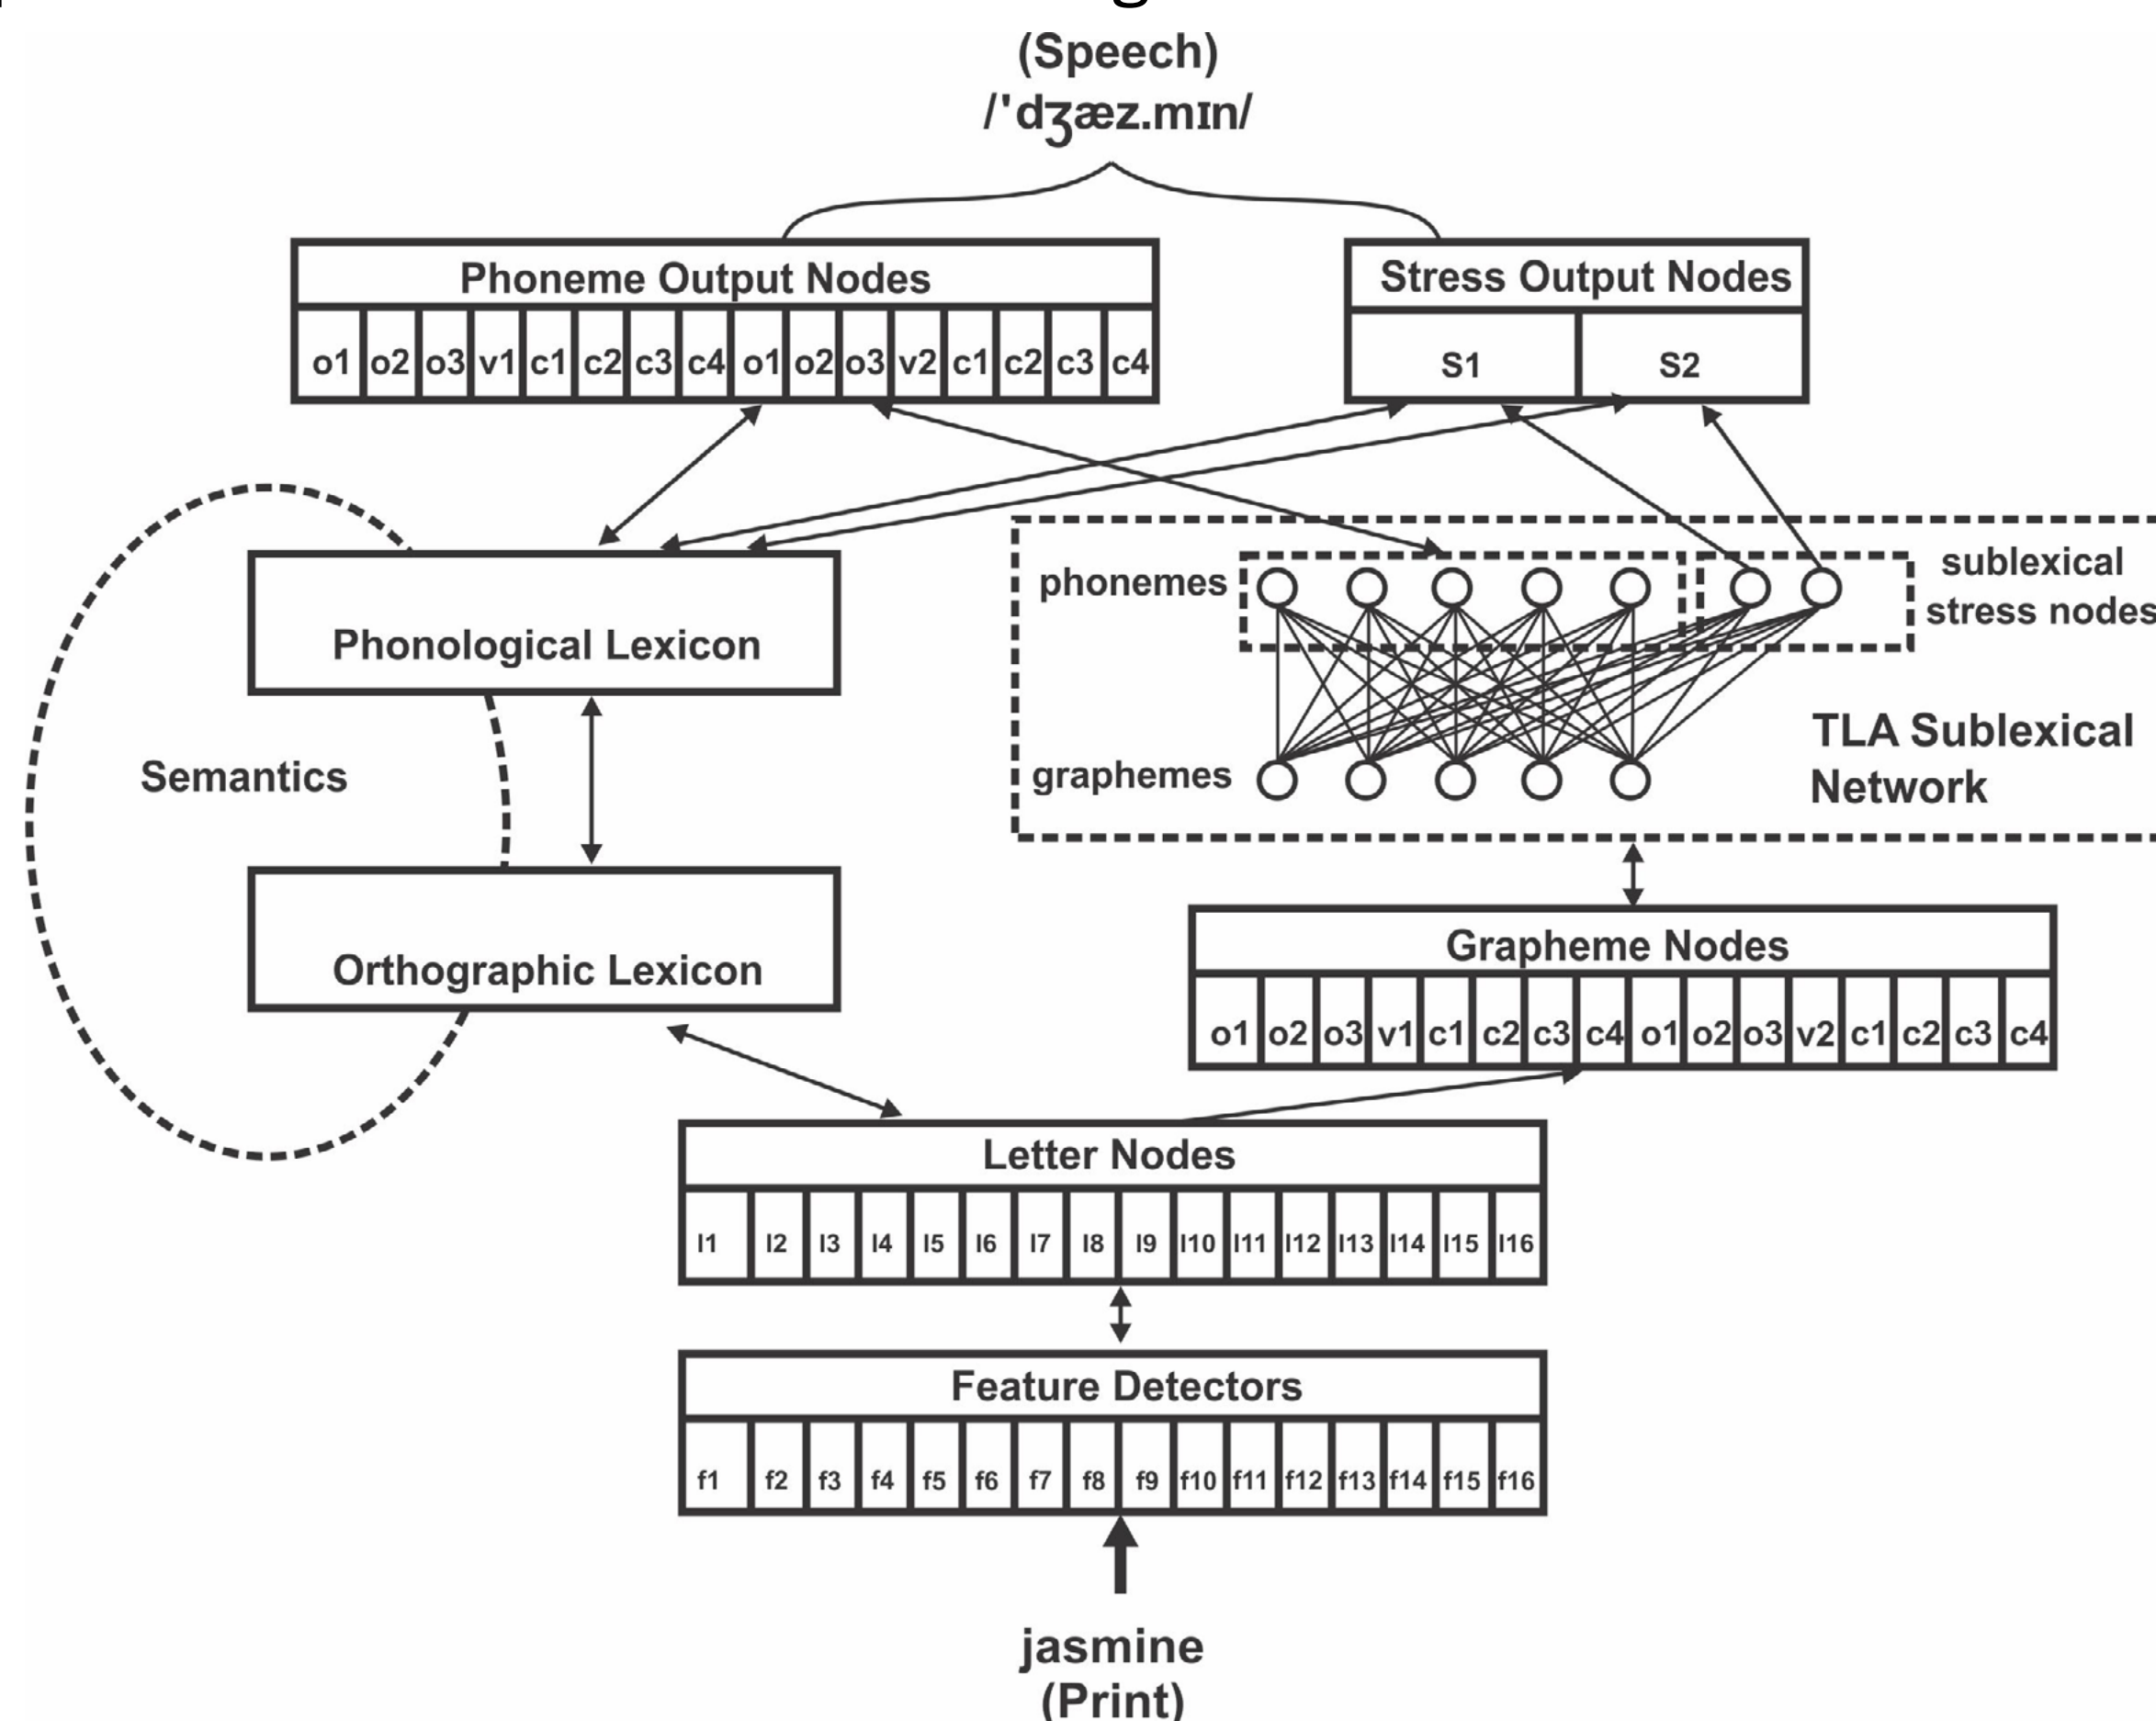 (Speech)
/ˈdʒæz.mɪn/
Phoneme Output Nodes
o1 o2 o3 v1 c1 c2 c3 c4 o1 o2 o3 v2 c1 c2 c3 c4
Stress Output Nodes
S1 S2
phonemes
sublexical
stress nodes
Phonological Lexicon
TLA Sublexical
Network
Semantics
graphemes
Orthographic Lexicon
Grapheme Nodes
o1 o2 o3 v1 c1 c2 c3 c4 o1 o2 o3 v2 c1 c2 c3 c4
Letter Nodes
l1 l2 l3 l4 l5 l6 l7 l8 l9 l10 l11 l12 l13 l14 l15 l16
Feature Detectors
f1 f2 f3 f4 f5 f6 f7 f8 f9 f10 f11 f12 f13 f14 f15 f16
jasmine
(Print)